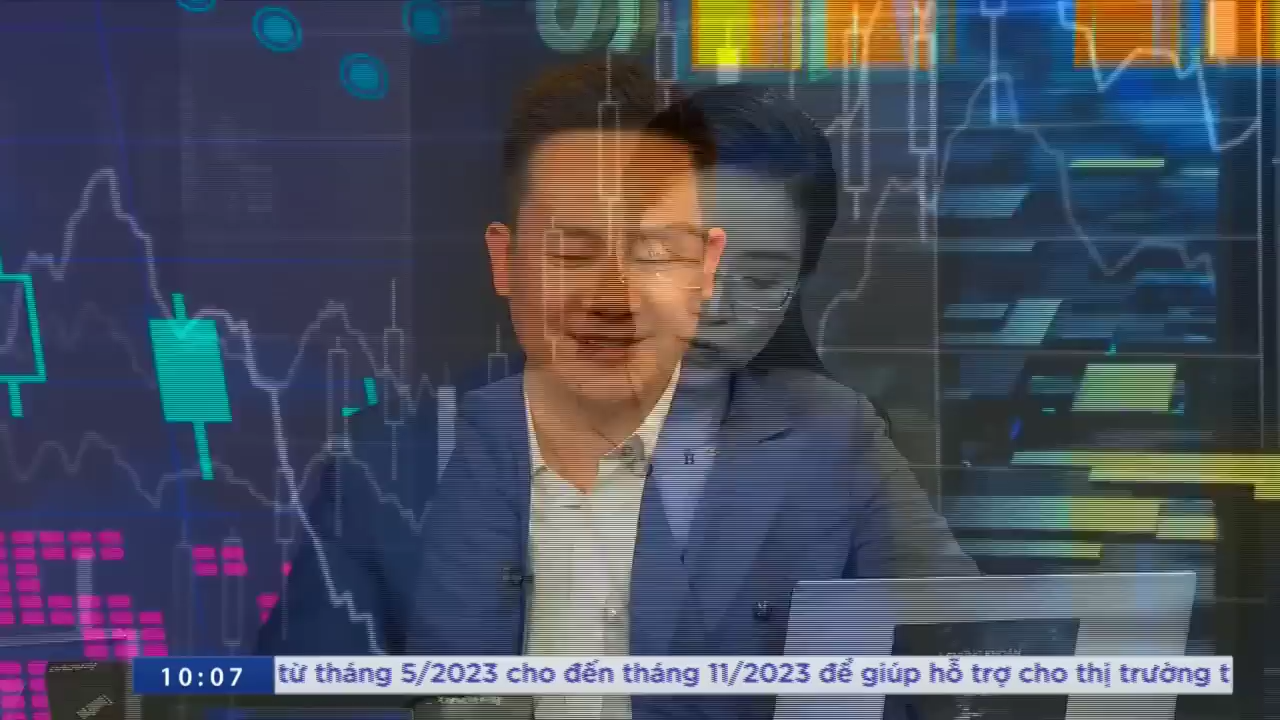 10:07
từ tháng 5/2023 cho đến tháng 11/2023 để giúp hỗ trợ cho thị trường t